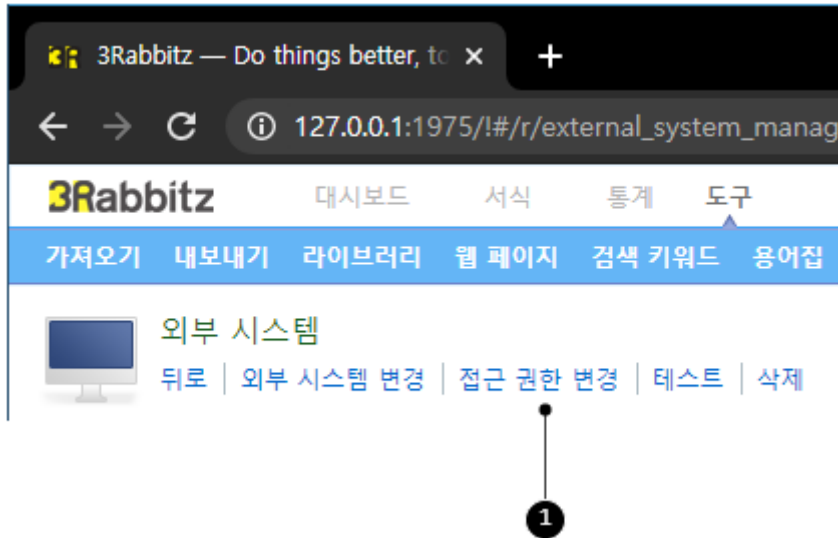 3Rabbitz — Do things better, to
127.0.0.1:1975/!#/r/external_system_manag
3Rabbitz 대시보드 서식 통계 도구
가져오기 내보내기 라이브러리 웹 페이지 검색 키워드 용어집
외부 시스템
뒤로 외부 시스템 변경 접근 권한 변경 테스트 삭제
1